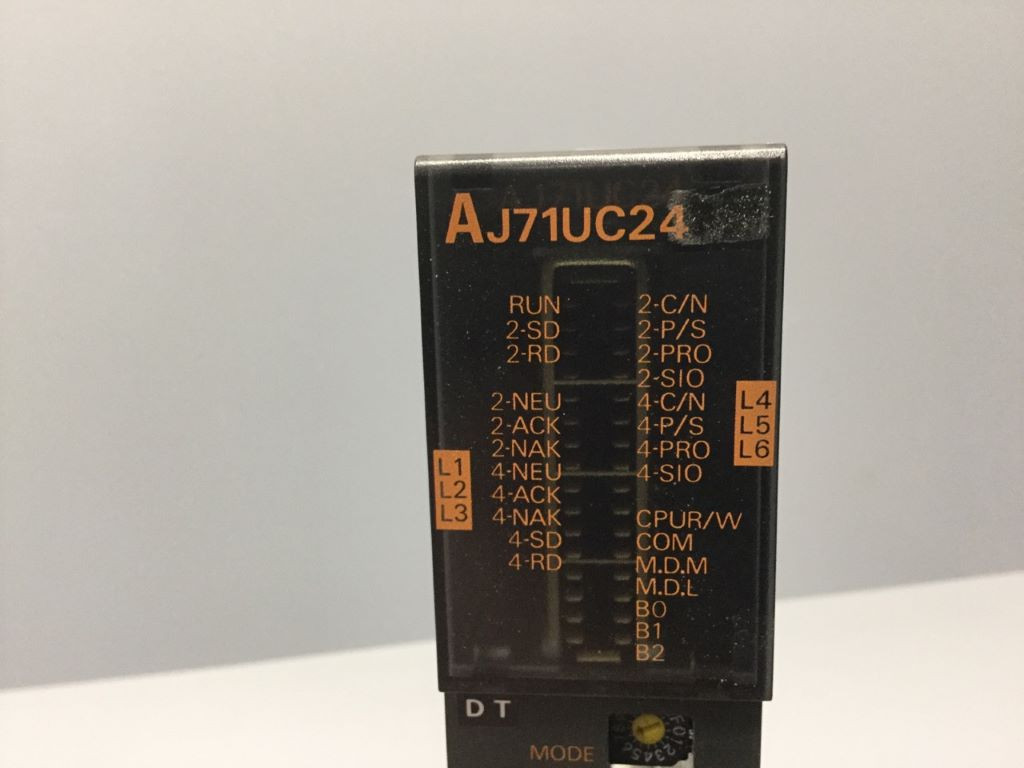 AJ71UC24
RUN 2-C/N
2-SD 2-P/S
2-RD 2-PRO
2-SIO
2-NEU 4-C/N L4
2-ACK 4-P/S L5
2-NAK 4-PRO L6
L1 4-NEU 4-SIO
L2 4-ACK
L3 4-NAK CPUR/W
4-SD COM
4-RD M.D.M
M.D.L
B0
B1
B2
DT
MODE F0123456